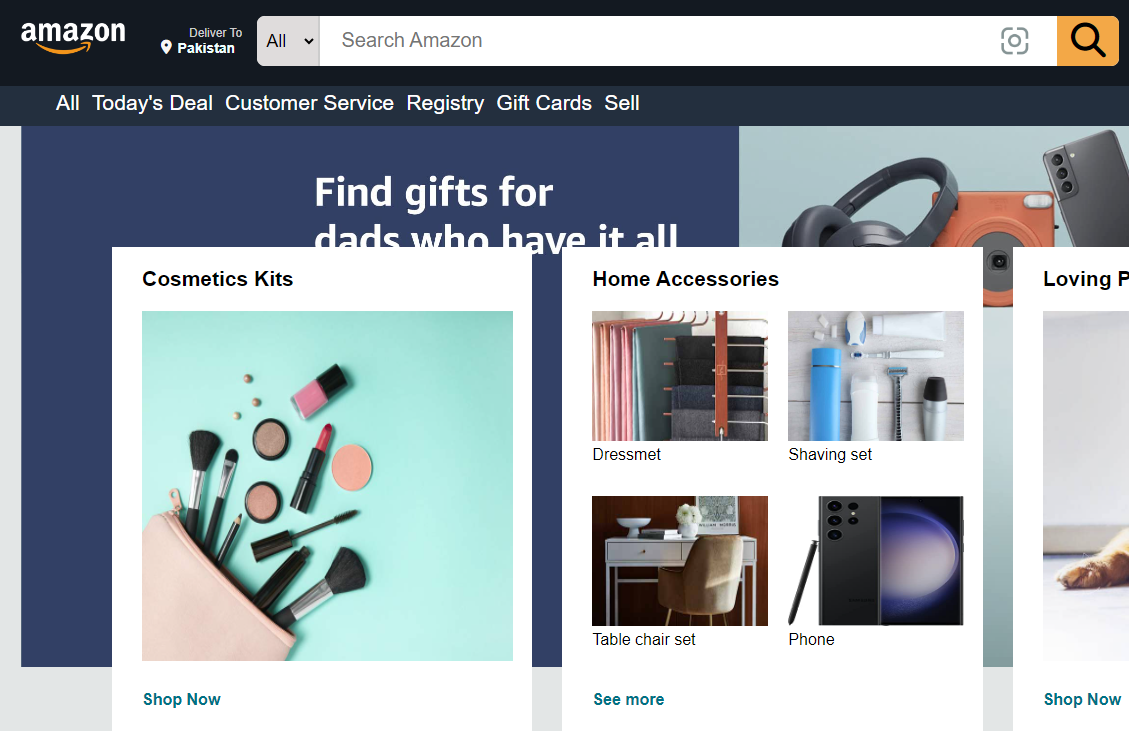 amazon
Deliver To
Pakistan
All
Search Amazon
All Today's Deal Customer Service Registry Gift Cards Sell
Find gifts for
dads who have it all
Cosmetics Kits
Home Accessories
Loving P
Dressmet
Shaving set
WILLIAM MORRIS
Table chair set
Phone
Shop Now
See more
Shop Now